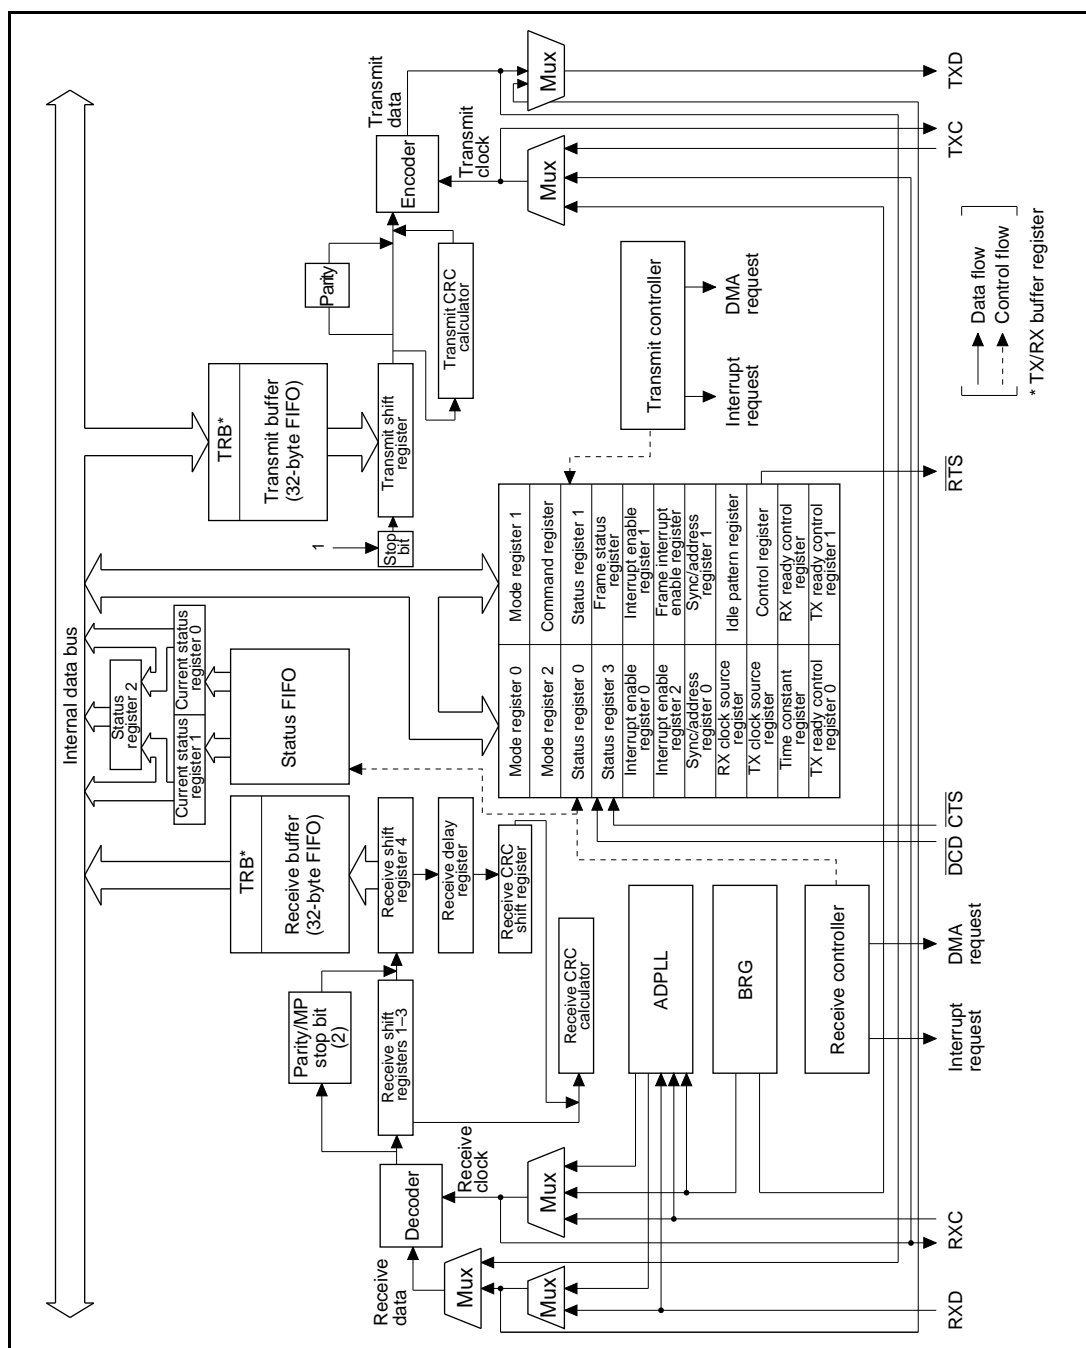 Internal data bus
TRB*
Receive buffer
(32-byte FIFO)
Current status
register 1
Current status
register 0
Status
register 2
Status FIFO
TRB*
Transmit buffer
(32-byte FIFO)
Parity/MP
stop bit
(2)
Receive shift
registers 1–3
Receive shift
register 4
Receive delay
register
Receive CRC
shift register
Receive CRC
calculator
1
Stop
bit
Transmit shift
register
Parity
Transmit CRC
calculator
Encoder
Transmit
data
Transmit
clock
Mux
Mux
Receive
data
Decoder
Receive
clock
Mux
Mux
Mux
ADPLL
BRG
Receive controller
Transmit controller
Mode register 0
Mode register 1
Mode register 2
Command register
Status register 0
Status register 1
Status register 3
Frame status
register
Interrupt enable
register 0
Interrupt enable
register 1
Interrupt enable
register 2
Frame interrupt
enable register
Sync/address
register 0
Sync/address
register 1
RX clock source
register
Idle pattern register
TX clock source
register
Control register
Time constant
register
RX ready control
register
TX ready control
register 0
TX ready control
register 1
Interrupt
request
DMA
request
Interrupt
request
DMA
request
RXD
RXC
DCD
CTS
RTS
TXC
TXD
Data flow
Control flow
* TX/RX buffer register